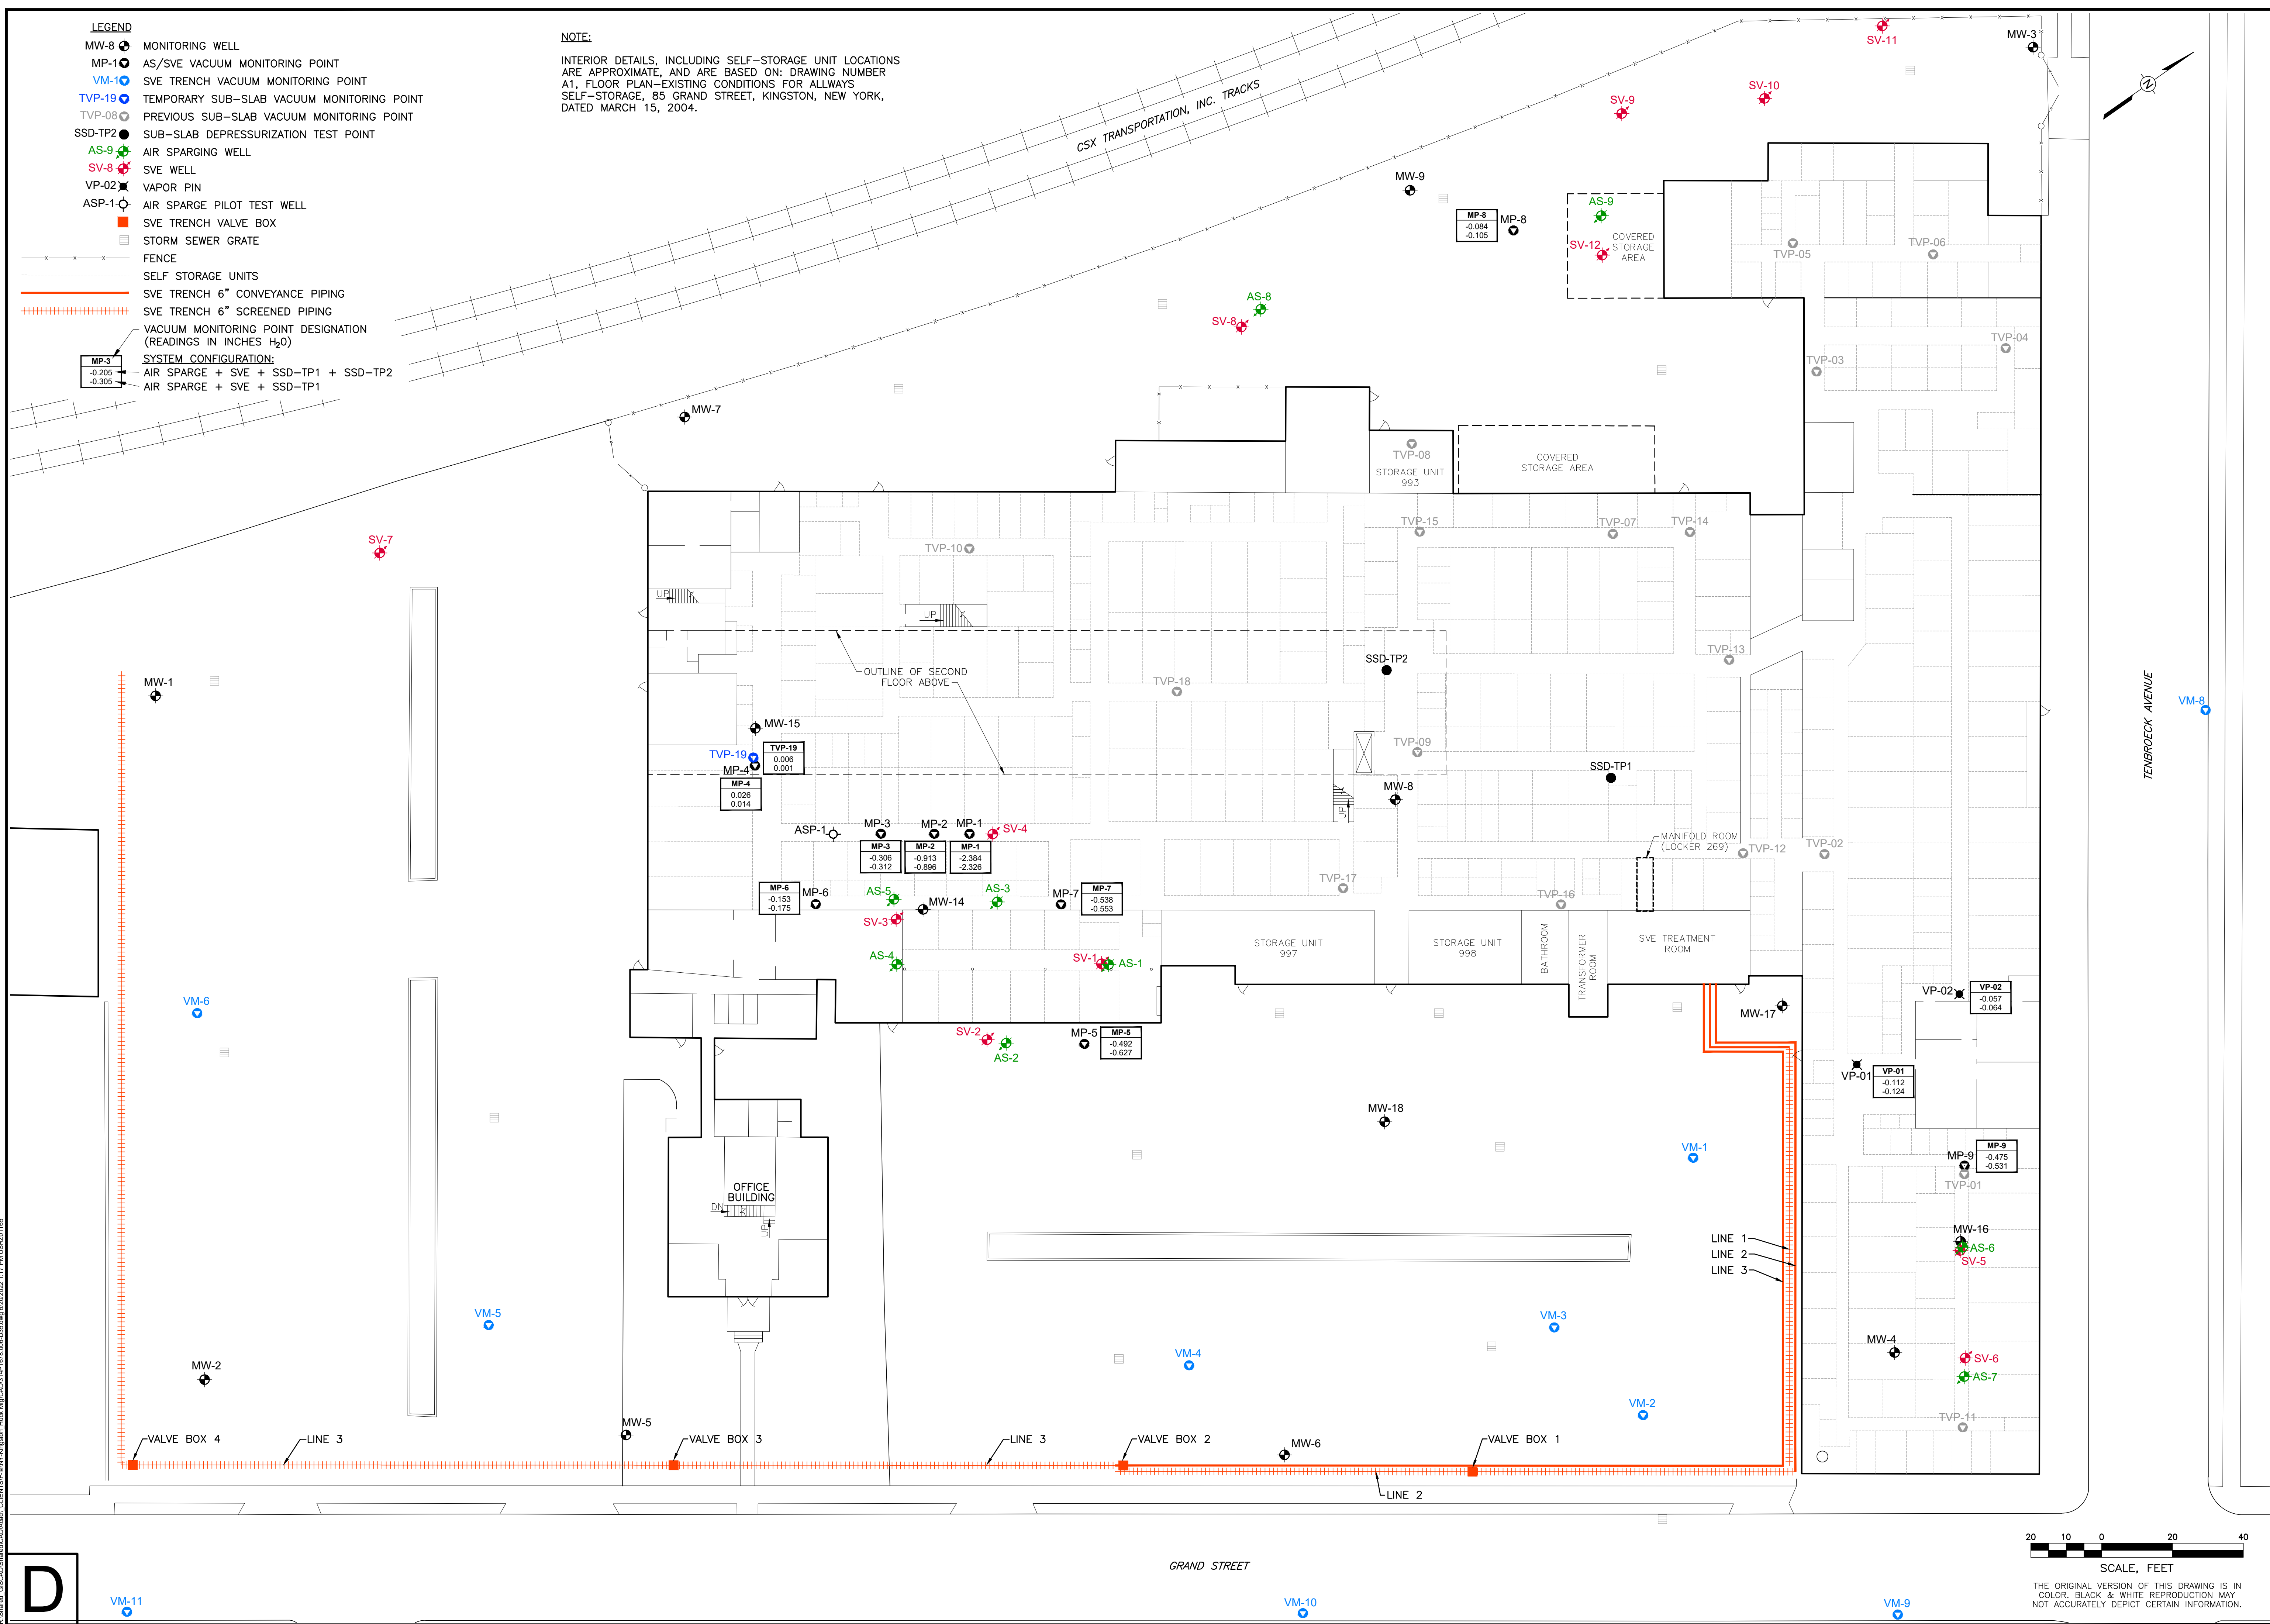 LEGEND
MW-8 MONITORING WELL
MP-1 AS/SVE VACUUM MONITORING POINT
VM-1 SVE TRENCH VACUUM MONITORING POINT
TVP-19 TEMPORARY SUB-SLAB VACUUM MONITORING POINT
TVP-08 PREVIOUS SUB-SLAB VACUUM MONITORING POINT
SSD-TP2 SUB-SLAB DEPRESSURIZATION TEST POINT
AS-9 AIR SPARGING WELL
SV-8 SVE WELL
VP-02 VAPOR PIN
ASP-1 AIR SPARGE PILOT TEST WELL
SVE TRENCH VALVE BOX
STORM SEWER GRATE
FENCE
SELF STORAGE UNITS
SVE TRENCH 6" CONVEYANCE PIPING
SVE TRENCH 6" SCREENED PIPING
VACUUM MONITORING POINT DESIGNATION
(READINGS IN INCHES H20)
SYSTEM CONFIGURATION:
MP-3
-0.205 AIR SPARGE + SVE + SSD-TP1 + SSD-TP2
-0.305 AIR SPARGE + SVE + SSD-TP1
NOTE:
INTERIOR DETAILS, INCLUDING SELF-STORAGE UNIT LOCATIONS
ARE APPROXIMATE, AND ARE BASED ON: DRAWING NUMBER
A1, FLOOR PLAN-EXISTING CONDITIONS FOR ALLWAYS
SELF-STORAGE, 85 GRAND STREET, KINGSTON, NEW YORK,
DATED MARCH 15, 2004.
CSX TRANSPORTATION, INC. TRACKS
SV-11
MW-3
N
SV-10
SV-9
MW-9
MP-8
-0.084
-0.105
MP-8
AS-9
SV-12
COVERED
STORAGE
AREA
TVP-05
TVP-06
AS-8
SV-8
TVP-04
TVP-03
MW-7
TVP-08
STORAGE UNIT
993
COVERED
STORAGE AREA
SV-7
TVP-10
TVP-15
TVP-07
TVP-14
UP
UP
OUTLINE OF SECOND
FLOOR ABOVE
SSD-TP2
TVP-13
TVP-18
MW-1
MW-15
TVP-19
TVP-19
0.006
0.001
MP-4
MP-4
0.026
0.014
TVP-09
SSD-TP1
MW-8
UP
VM-8
TENBROECK AVENUE
ASP-1
MP-3
MP-2
MP-1
SV-4
MP-3
-0.306
-0.312
MP-2
-0.913
-0.896
MP-1
-2.384
-2.326
MANIFOLD ROOM
(LOCKER 269)
TVP-12
TVP-02
MP-6
-0.153
-0.175
MP-6
AS-5
AS-3
MP-7
MP-7
-0.538
-0.553
TVP-17
TVP-16
MW-14
SV-3
AS-4
SV-1
AS-1
STORAGE UNIT
997
STORAGE UNIT
998
BATHROOM
TRANSFORMER
ROOM
SVE TREATMENT
ROOM
VM-6
VP-02
VP-02
-0.057
-0.064
MW-17
SV-2
AS-2
MP-5
MP-5
-0.492
-0.627
VP-01
VP-01
-0.112
-0.124
MW-18
VM-1
MP-9
MP-9
-0.475
-0.531
TVP-01
OFFICE
BUILDING
DN
UP
MW-16
AS-6
SV-5
LINE 1
LINE 2
LINE 3
VM-5
VM-3
VM-4
MW-4
SV-6
AS-7
MW-2
VM-2
TVP-11
MW-5
MW-6
VALVE BOX 4
LINE 3
VALVE BOX 3
LINE 3
VALVE BOX 2
VALVE BOX 1
LINE 2
GRAND STREET
20 10 0 20 40
SCALE, FEET
THE ORIGINAL VERSION OF THIS DRAWING IS IN
COLOR. BLACK & WHITE REPRODUCTION MAY
NOT ACCURATELY DEPICT CERTAIN INFORMATION.
D
VM-11
VM-10
VM-9